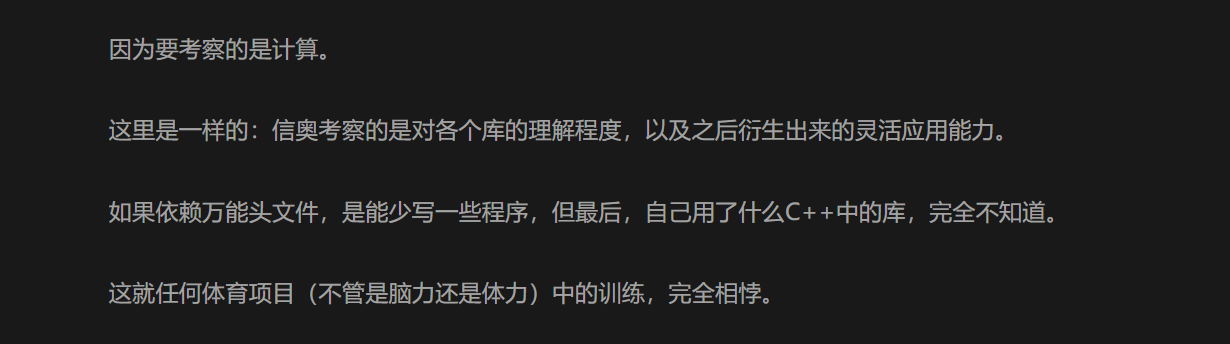 因为要考察的是计算。
这里是一样的：信奥考察的是对各个库的理解程度，以及之后衍生出来的灵活应用能力。
如果依赖万能头文件，是能少写一些程序，但最后，自己用了什么C++中的库，完全不知道。
这就任何体育项目（不管是脑力还是体力）中的训练，完全相悖。